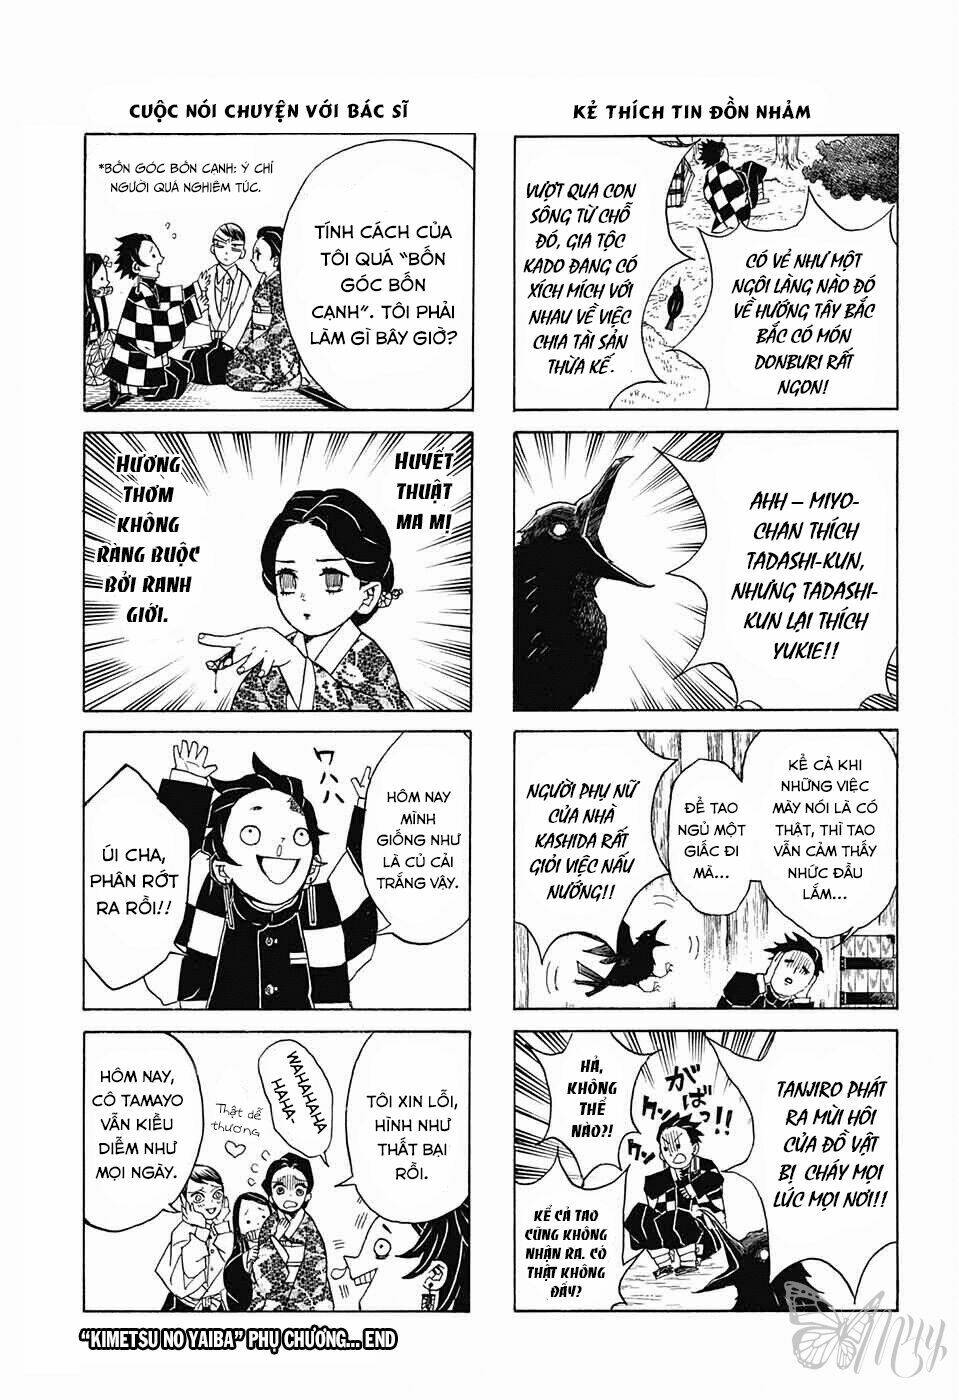 KẺ THÍCH TIN ĐỒN NHẢM
CÓ VẺ NHƯ MỘT
NGÔI LÀNG NÀO ĐÓ
VỀ HƯỚNG TÂY BẮC
BẮC CÓ MÓN
DONBURI RẤT
NGON!
VƯỢT QUA CON
SÔNG TỪ CHỖ
ĐÓ, GIA TỘC
KADO ĐANG CÓ
XÍCH MÍCH VỚI
NHAU VỀ VIỆC
CHIA TÀI SẢN
THỪA KẾ.
AHH – MIYO-
CHAN THÍCH
TADASHI-KUN,
NHƯNG TADASHI-
KUN LẠI THÍCH
YUKIE!!
KỂ CẢ KHI
NHỮNG VIỆC
MÀY NÓI LÀ CÓ
THẬT, THÌ TAO
VẪN CẢM THẤY
NHỨC ĐẦU
LẮM...
ĐỂ TAO
NGỦ MỘT
GIẤC ĐI
MÀ...
NGƯỜI PHỤ NỮ
CỦA NHÀ
KASHIDA RẤT
GIỎI VIỆC NẤU
NƯỚNG!!
TANJIRO PHÁT
RA MÙI HÔI
CỦA ĐỒ VẬT
BỊ CHÁY MỌI
LÚC MỌI NƠI!!
がばっ!!
クンクン
HẢ,
KHÔNG
THỂ
NÀO?!
KỂ CẢ TAO
CŨNG KHÔNG
NHẬN RA. CÓ
THẬT KHÔNG
ĐẤY?
CUỘC NÓI CHUYỆN VỚI BÁC SĨ
*BỐN GÓC BỐN CẠNH: Ý CHỈ
NGƯỜI QUÁ NGHIÊM TÚC.
TÍNH CÁCH CỦA
TÔI QUÁ “BỐN
GÓC BỐN
CẠNH”. TÔI PHẢI
LÀM GÌ BÂY GIỜ?
HUYẾT
THUẬT
MA MỊ
HƯƠNG
THƠM
KHÔNG
RÀNG BUỘC
BỞI RANH
GIỚI.
HÔM NAY
MÌNH
GIỐNG NHƯ
LÀ CỦ CẢI
TRẮNG VẬY.
ワハハ
ÚI CHA,
PHÂN RỚT
RA RỒI!!
TÔI XIN LỖI,
HÌNH NHƯ
THẤT BẠI
RỒI.
WAHAHAHA
HAHA-
Thật dễ
thương
HÔM NAY,
CÔ TAMAYO
VẪN KIỀU
DIỄM NHƯ
MỌI NGÀY.
“KIMETSU NO YAIBA” PHỤ CHƯƠNG... END